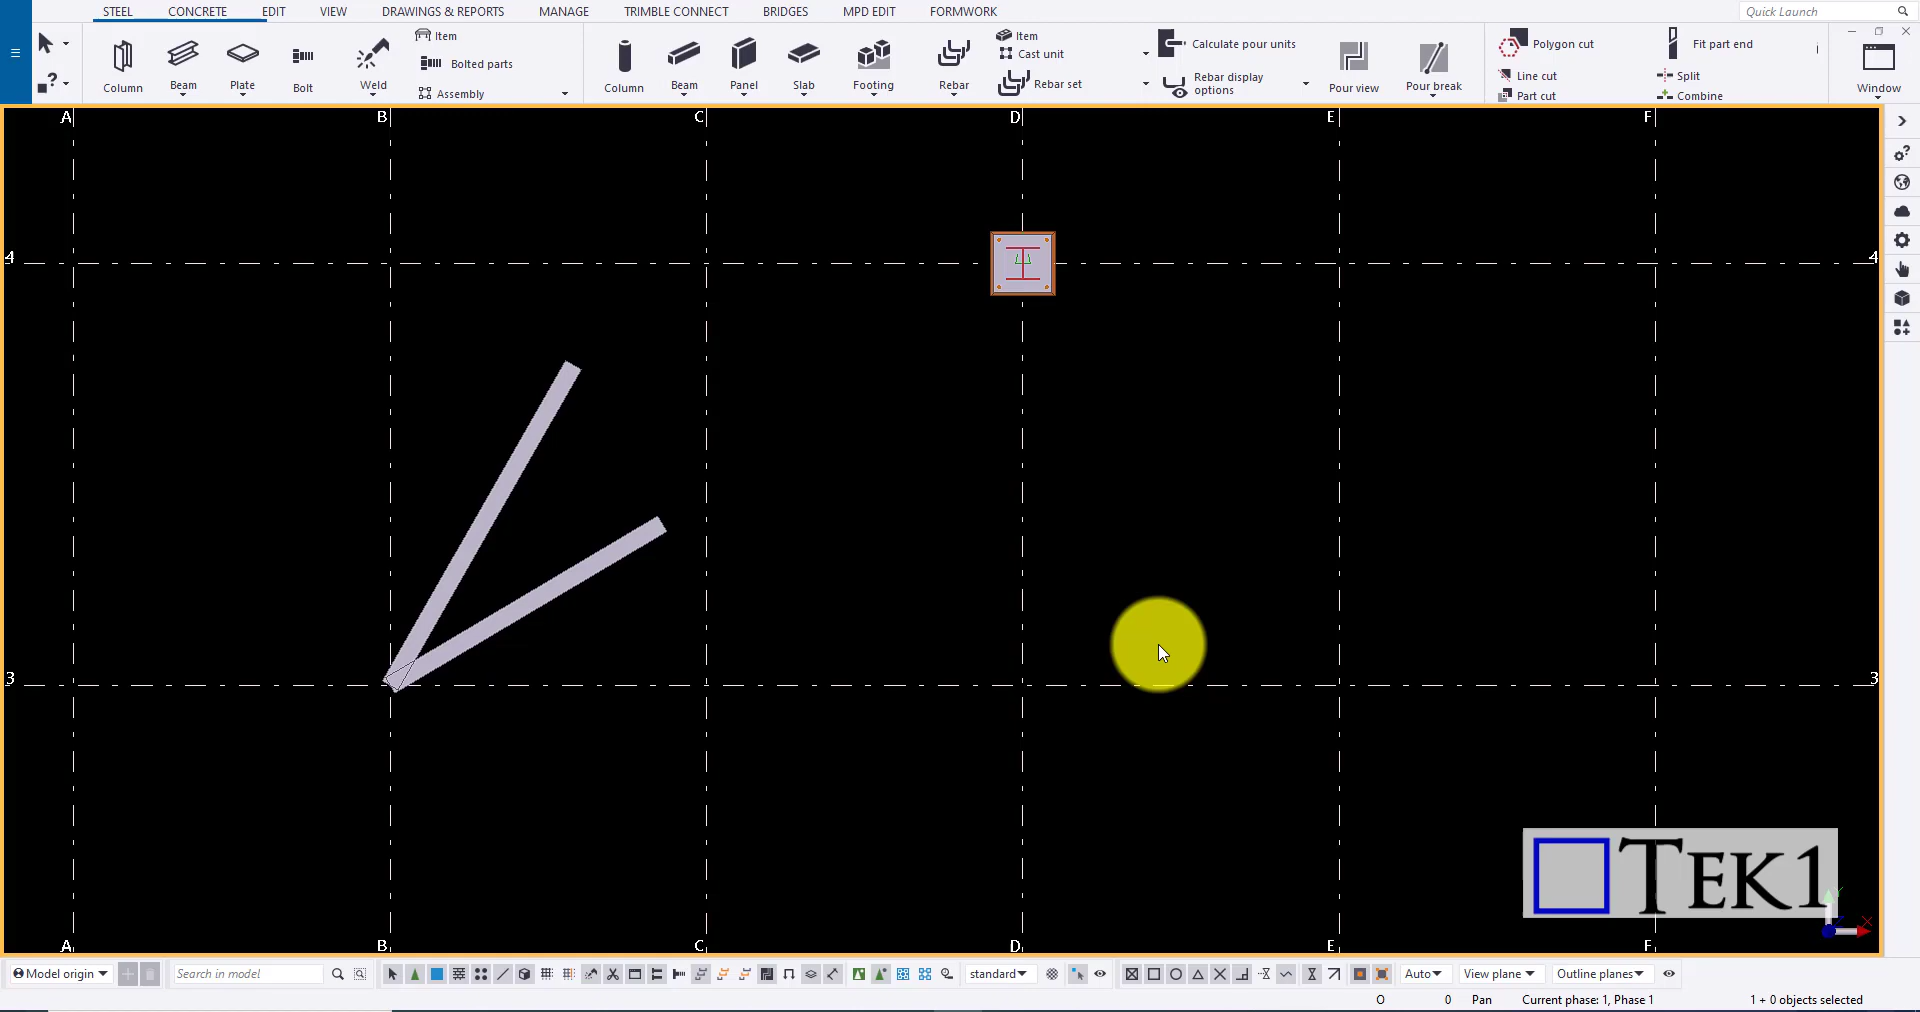 STEEL CONCRETE EDIT VIEW DRAWINGS & REPORTS MANAGE TRIMBLE CONNECT BRIDGES MPD EDIT FORMWORK Quick Launch
Item Item Calculate pour units Polygon cut Fit part end
Bolted parts Cast unit
Column Beam Plate Bolt Weld Assembly Column Beam Panel Slab Footing Rebar Rebar set Rebar display options Pour view Pour break Line cut Split Window
Part cut Combine
A B C D E F
4 4
3 3
TEK1
Y
X
A B C D E F
Model origin Search in model standard Auto View plane Outline planes
O 0 Pan Current phase: 1, Phase 1 1 + 0 objects selected